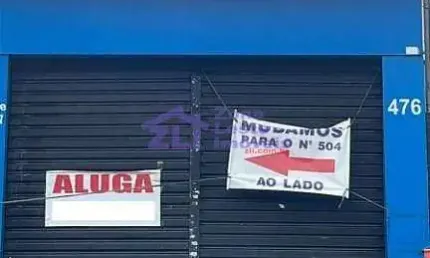 476
MUDAMOS
PARA O Nº 504
AO LADO
ALUGA